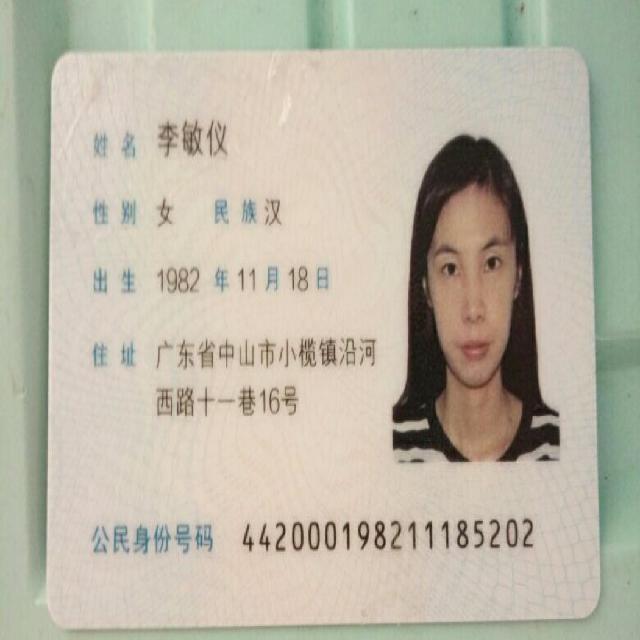 姓名 李敏仪
性别 女 民族 汉
出生 1982 年 11 月 18 日
住址 广东省中山市小榄镇沿河
西路十一巷16号
公民身份号码 442000198211185202